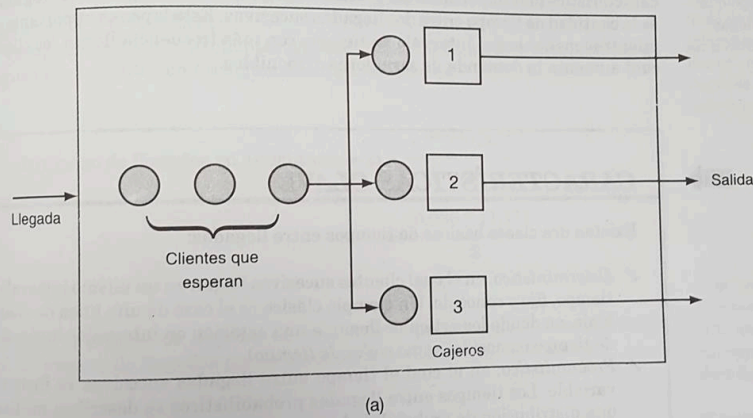 1
Llegada
2
Salida
Clientes que
esperan
3
Cajeros
(a)